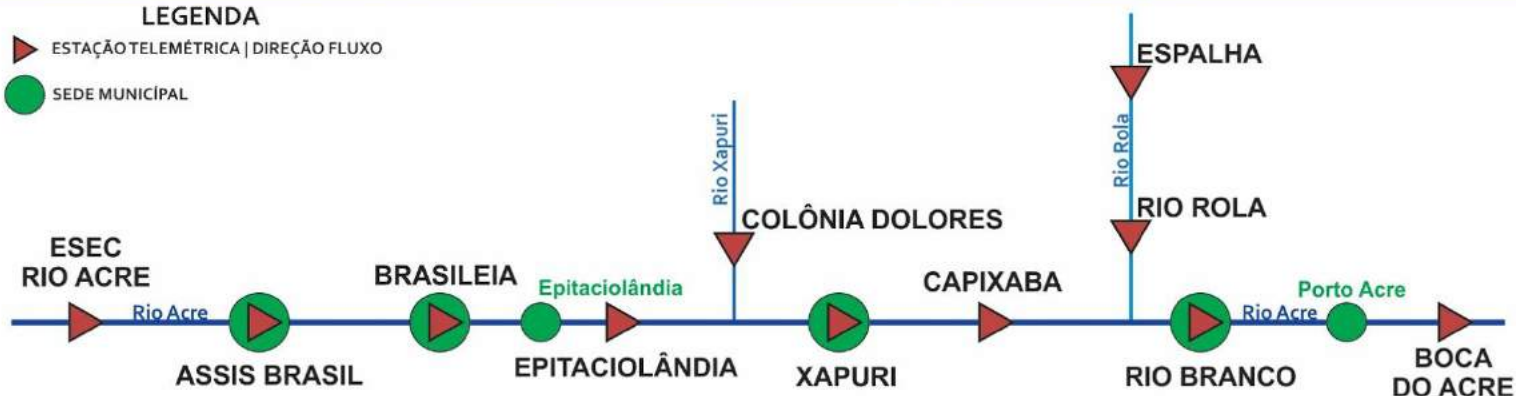 LEGENDA
ESTAÇÃO TELEMÉTRICA | DIREÇÃO FLUXO
SEDE MUNICÍPAL
ESPALHA
Rio Xapuri
Rio Rola
COLÔNIA DOLORES
RIO ROLA
ESEC
RIO ACRE
BRASILEIA
Epitaciolândia
CAPIXABA
Porto Acre
Rio Acre
Rio Acre
ASSIS BRASIL
EPITACIOLÂNDIA
XAPURI
RIO BRANCO
BOCA
DO ACRE